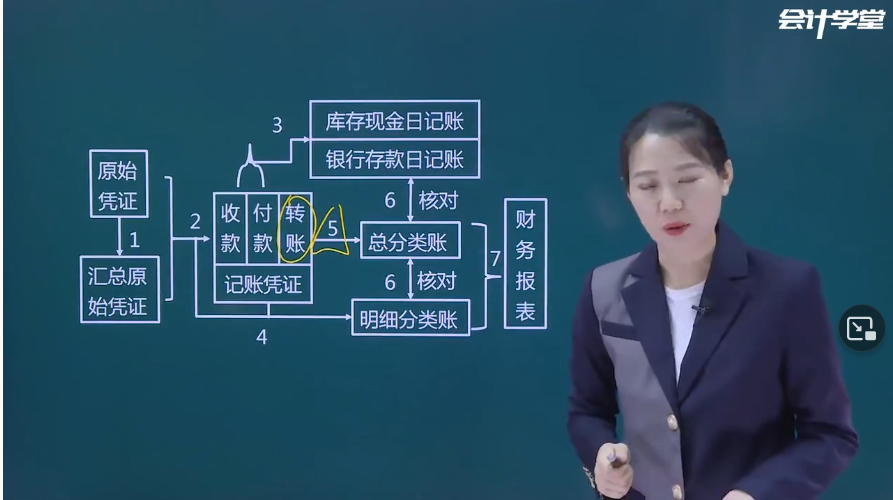 会计学堂
3
库存现金日记账
银行存款日记账
原始
凭证
6 核对
2
收款
付款
转账
5
总分类账
财务报表
1
7
汇总原
始凭证
记账凭证
6 核对
明细分类账
4